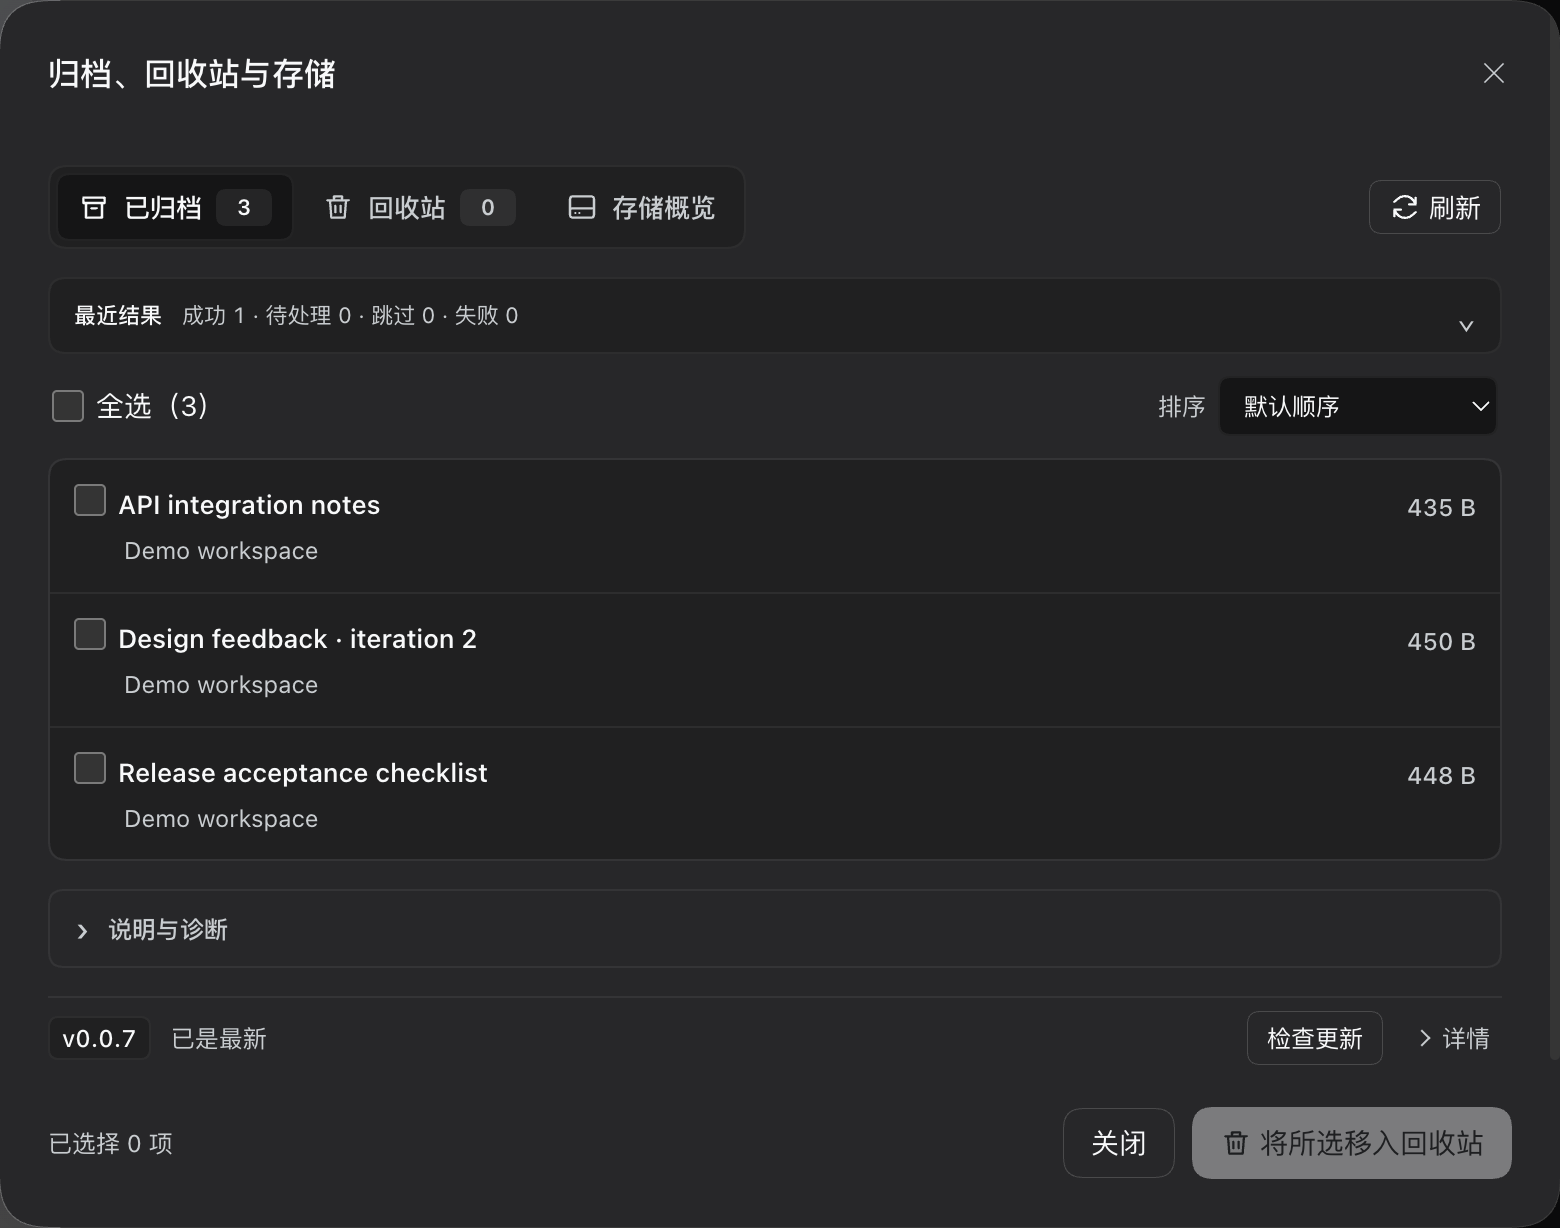 归档、回收站与存储
已归档 3 回收站 0 存储概览 刷新
最近结果 成功 1 · 待处理 0 · 跳过 0 · 失败 0
全选（3） 排序 默认顺序
API integration notes 435 B
Demo workspace
Design feedback · iteration 2 450 B
Demo workspace
Release acceptance checklist 448 B
Demo workspace
说明与诊断
v0.0.7 已是最新 检查更新 详情
已选择 0 项 关闭 将所选移入回收站